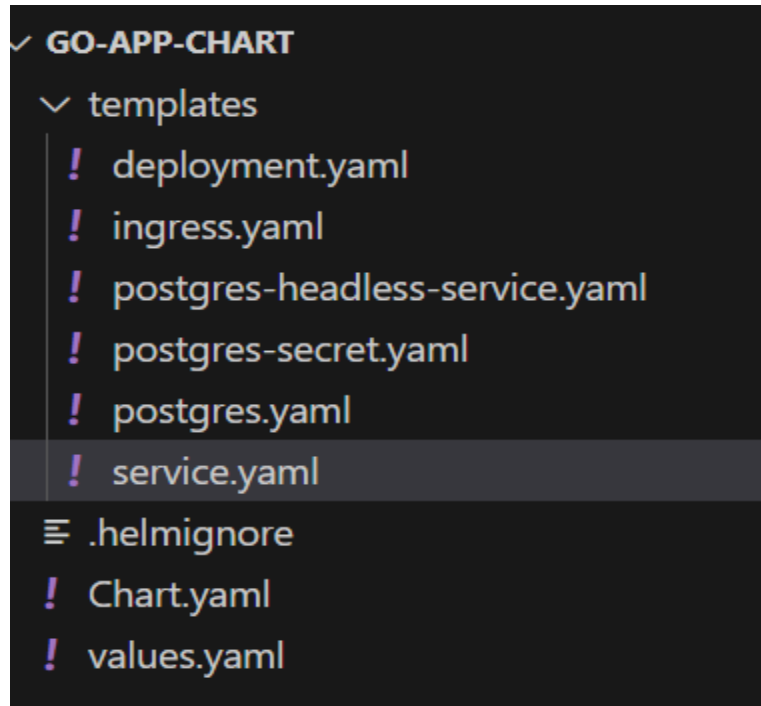 GO-APP-CHART
templates
! deployment.yaml
! ingress.yaml
! postgres-headless-service.yaml
! postgres-secret.yaml
! postgres.yaml
! service.yaml
.helmignore
! Chart.yaml
! values.yaml